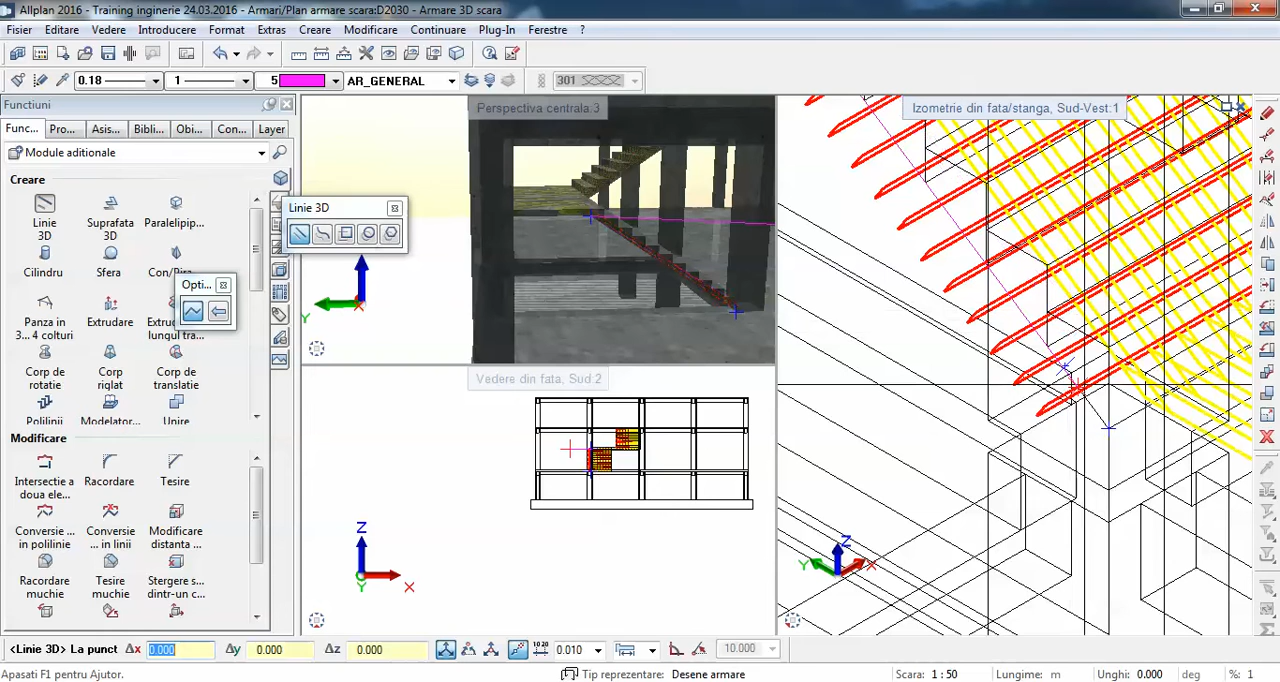 Allplan 2016 - Training inginerie 24.03.2016 - Armari/Plan armare scara:D2030 - Armare 3D scara
Fisier Editare Vedere Introducere Format Extras Creare Modificare Continuare Plug-In Ferestre ?
0.18 1 5 AR_GENERAL 301
Functiuni
Func... Pro... Asis... Bibli... Obi... Con... Layer
Module aditionale
Creare
Linie 3D
Suprafata 3D
Paralelipip...
Cilindru
Sfera
Con/Pira...
Panza in 3... 4 colturi
Extrudare
Extru...
lungul tra...
Corp de rotatie
Corp riglat
Corp de translatie
Polilinii
Modelator...
Unire
Modificare
Intersectie a doua ele...
Racordare
Tesire
Conversie ... in polilinie
Conversie ... in linii
Modificare distanta ...
Racordare muchie
Tesire muchie
Stergere s... dintr-un c...
Linie 3D
Opti...
Perspectiva centrala:3
Izometrie din fata/stanga, Sud-Vest:1
Vedere din fata, Sud:2
Y X
Z
Y X
Z
Y X
<Linie 3D> La punct Δx 0.000 Δy 0.000 Δz 0.000 10 20 0.010 10.000
Apasati F1 pentru Ajutor. Tip reprezentare: Desene armare Scara: 1 : 50 Lungime: m Unghi: 0.000 deg %: 1